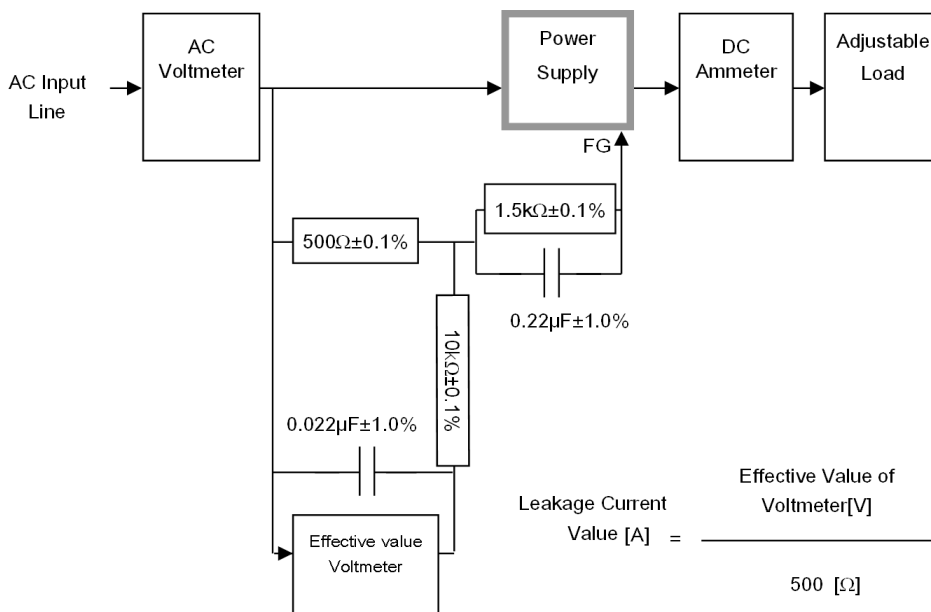 AC Input
Line
AC
Voltmeter
Power
Supply
DC
Ammeter
Adjustable
Load
FG
1.5kΩ±0.1%
500Ω±0.1%
0.22µF±1.0%
10kΩ±0.1%
0.022µF±1.0%
Effective value
Voltmeter
Leakage Current
Value [A] =
Effective Value of
Voltmeter[V]
500 [Ω]